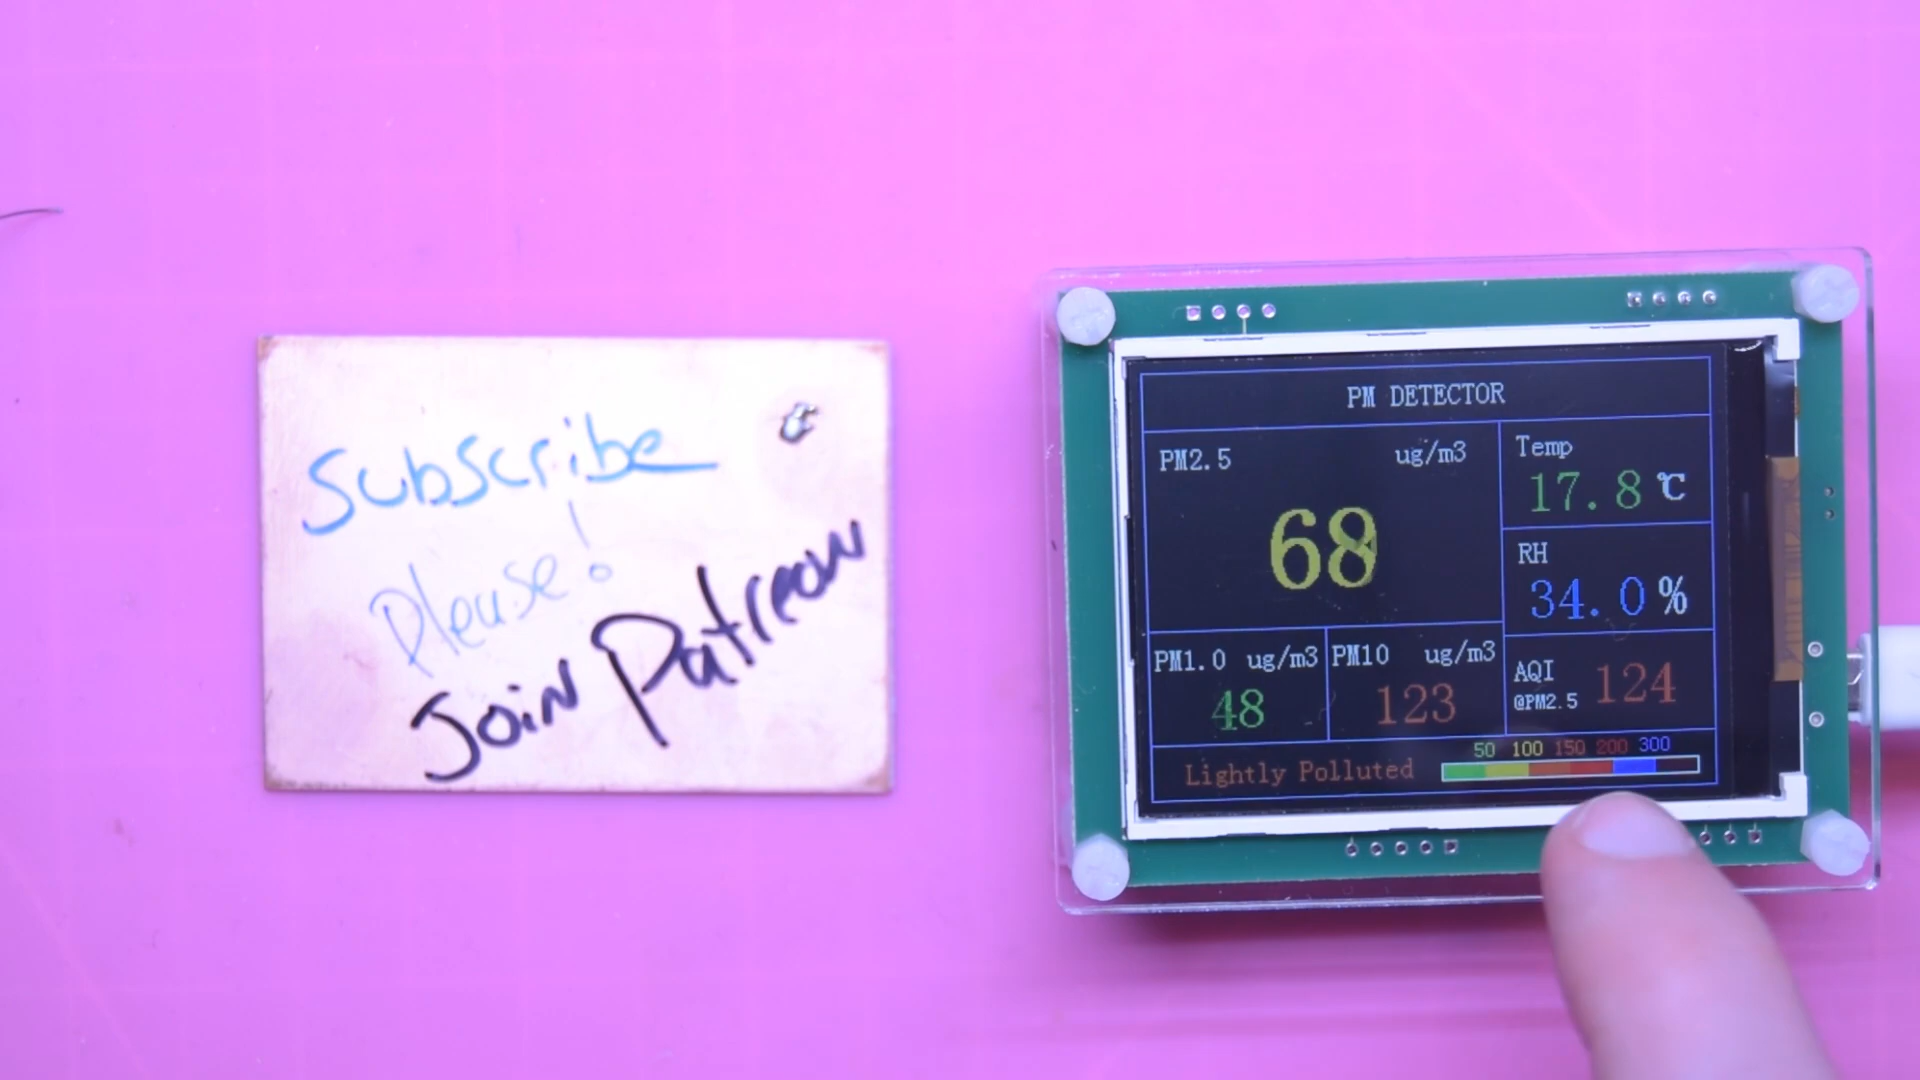 Subscribe
Please!
Join Patreon
PM DETECTOR
PM2.5 ug/m3
68
Temp
17.8 ℃
RH
34.0 %
PM1.0 ug/m3
48
PM10 ug/m3
123
AQI
@PM2.5
124
Lightly Polluted
50 100 150 200 300